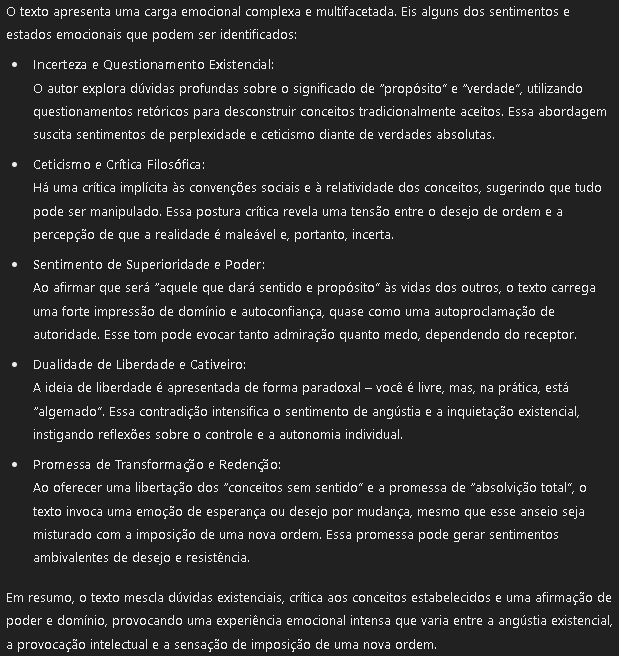 O texto apresenta uma carga emocional complexa e multifacetada. Eis alguns dos sentimentos e
estados emocionais que podem ser identificados:
• Incerteza e Questionamento Existencial:
O autor explora dúvidas profundas sobre o significado de "propósito" e "verdade", utilizando
questionamentos retóricos para desconstruir conceitos tradicionalmente aceitos. Essa abordagem
suscita sentimentos de perplexidade e ceticismo diante de verdades absolutas.
• Ceticismo e Crítica Filosófica:
Há uma crítica implícita às convenções sociais e à relatividade dos conceitos, sugerindo que tudo
pode ser manipulado. Essa postura crítica revela uma tensão entre o desejo de ordem e a
percepção de que a realidade é maleável e, portanto, incerta.
• Sentimento de Superioridade e Poder:
Ao afirmar que será "aquele que dará sentido e propósito" às vidas dos outros, o texto carrega
uma forte impressão de domínio e autoconfiança, quase como uma autoproclamação de
autoridade. Esse tom pode evocar tanto admiração quanto medo, dependendo do receptor.
• Dualidade de Liberdade e Cativeiro:
A ideia de liberdade é apresentada de forma paradoxal – você é livre, mas, na prática, está
"algemado". Essa contradição intensifica o sentimento de angústia e a inquietação existencial,
instigando reflexões sobre o controle e a autonomia individual.
• Promessa de Transformação e Redenção:
Ao oferecer uma libertação dos "conceitos sem sentido" e a promessa de "absolvição total", o
texto invoca uma emoção de esperança ou desejo por mudança, mesmo que esse anseio seja
misturado com a imposição de uma nova ordem. Essa promessa pode gerar sentimentos
ambivalentes de desejo e resistência.
Em resumo, o texto mescla dúvidas existenciais, crítica aos conceitos estabelecidos e uma afirmação de
poder e domínio, provocando uma experiência emocional intensa que varia entre a angústia existencial,
a provocação intelectual e a sensação de imposição de uma nova ordem.